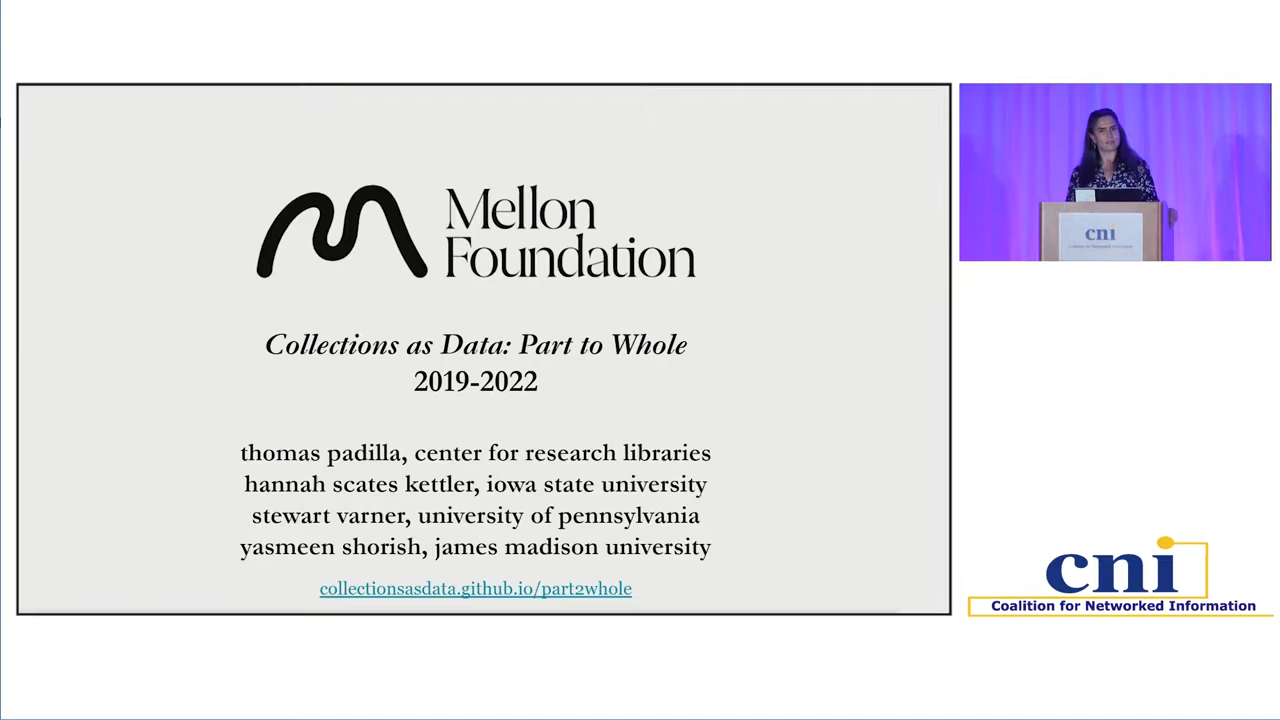 Mellon
Foundation
Collections as Data: Part to Whole
2019-2022
thomas padilla, center for research libraries
hannah scates kettler, iowa state university
stewart varner, university of pennsylvania
yasmeen shorish, james madison university
collectionsasdata.github.io/part2whole
cni
cni
Coalition for Networked Information